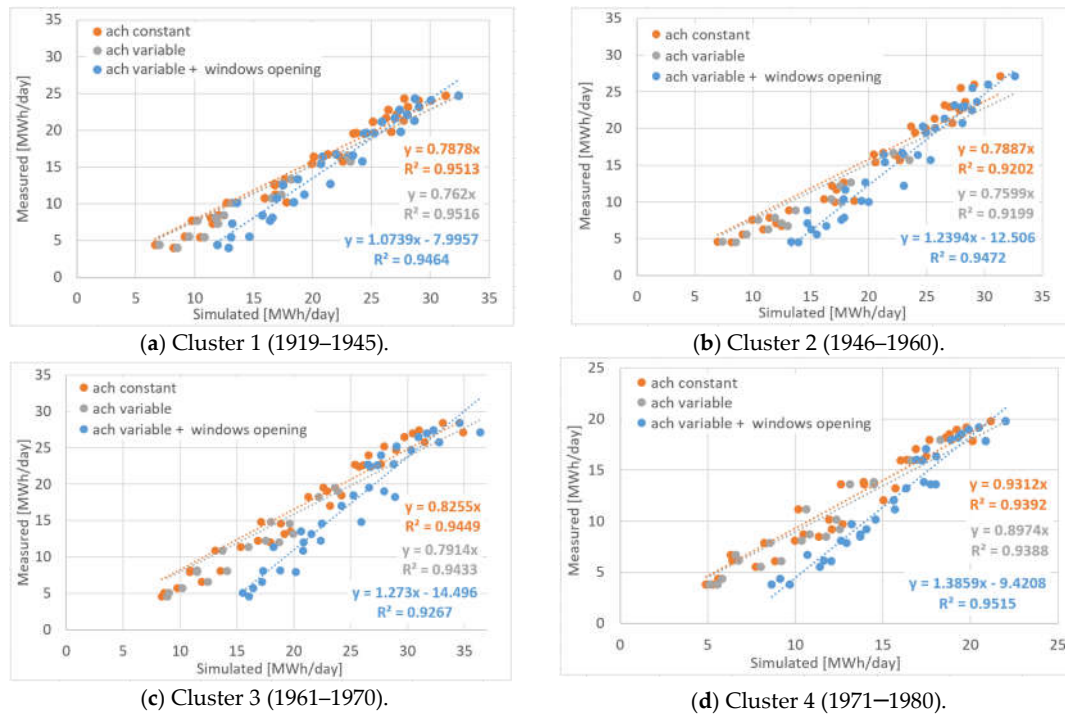 35
30
25
20
15
10
5
0
Measured [MWh/day]
ach constant
ach variable
ach variable + windows opening
y = 0.7878x
R² = 0.9513
y = 0.762x
R² = 0.9516
y = 1.0739x - 7.9957
R² = 0.9464
0 5 10 15 20 25 30 35
Simulated [MWh/day]
(a) Cluster 1 (1919–1945).
35
30
25
20
15
10
5
0
Measured [MWh/day]
ach constant
ach variable
ach variable + windows opening
y = 0.7887x
R² = 0.9202
y = 0.7599x
R² = 0.9199
y = 1.2394x - 12.506
R² = 0.9472
0 5 10 15 20 25 30 35
Simulated [MWh/day]
(b) Cluster 2 (1946–1960).
35
30
25
20
15
10
5
0
Measured [MWh/day]
ach constant
ach variable
ach variable + windows opening
y = 0.8255x
R² = 0.9449
y = 0.7914x
R² = 0.9433
y = 1.273x - 14.496
R² = 0.9267
0 5 10 15 20 25 30 35
Simulated [MWh/day]
(c) Cluster 3 (1961–1970).
25
20
15
10
5
0
Measured [MWh/day]
ach constant
ach variable
ach variable + windows opening
y = 0.9312x
R² = 0.9392
y = 0.8974x
R² = 0.9388
y = 1.3859x - 9.4208
R² = 0.9515
0 5 10 15 20 25
Simulated [MWh/day]
(d) Cluster 4 (1971–1980).